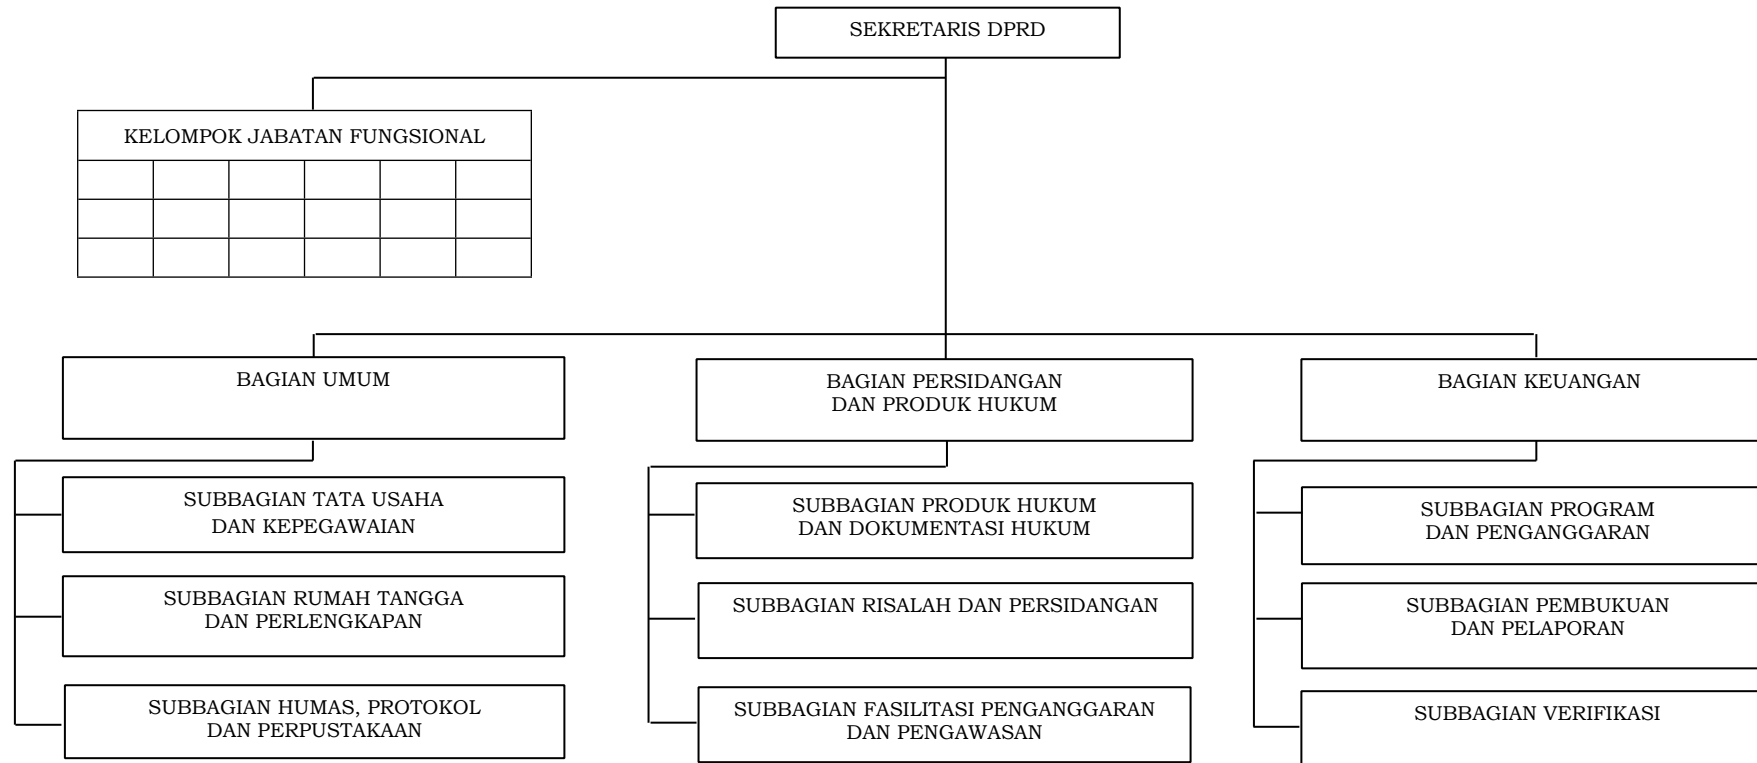 SEKRETARIS DPRD
KELOMPOK JABATAN FUNGSIONAL
BAGIAN UMUM
SUBBAGIAN TATA USAHA
DAN KEPEGAWAIAN
SUBBAGIAN RUMAH TANGGA
DAN PERLENGKAPAN
SUBBAGIAN HUMAS, PROTOKOL
DAN PERPUSTAKAAN
BAGIAN PERSIDANGAN
DAN PRODUK HUKUM
SUBBAGIAN PRODUK HUKUM
DAN DOKUMENTASI HUKUM
SUBBAGIAN RISALAH DAN PERSIDANGAN
SUBBAGIAN FASILITASI PENGANGGARAN
DAN PENGAWASAN
BAGIAN KEUANGAN
SUBBAGIAN PROGRAM
DAN PENGANGGARAN
SUBBAGIAN PEMBUKUAN
DAN PELAPORAN
SUBBAGIAN VERIFIKASI